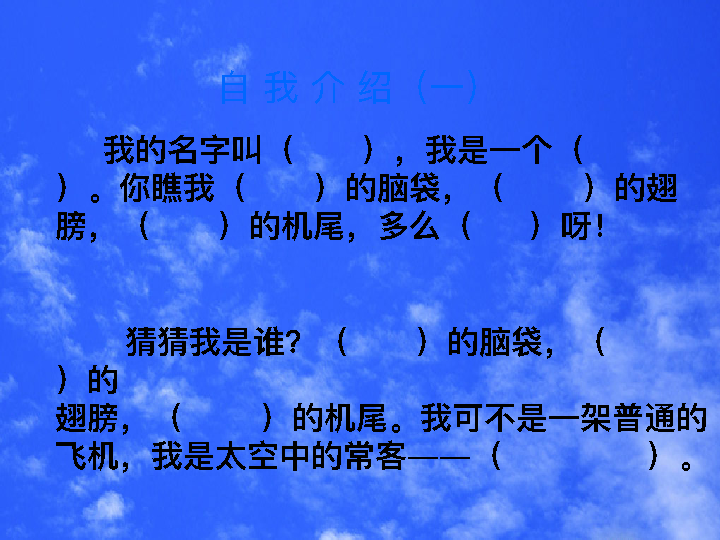 自 我 介 绍（一）
我的名字叫（　　），我是一个（
）。你瞧我（　　）的脑袋，（　　）的翅
膀，（　　）的机尾，多么（　　）呀！
猜猜我是谁？（　　）的脑袋，（
）的
翅膀，（　　）的机尾。我可不是一架普通的
飞机，我是太空中的常客——（　　　　）。